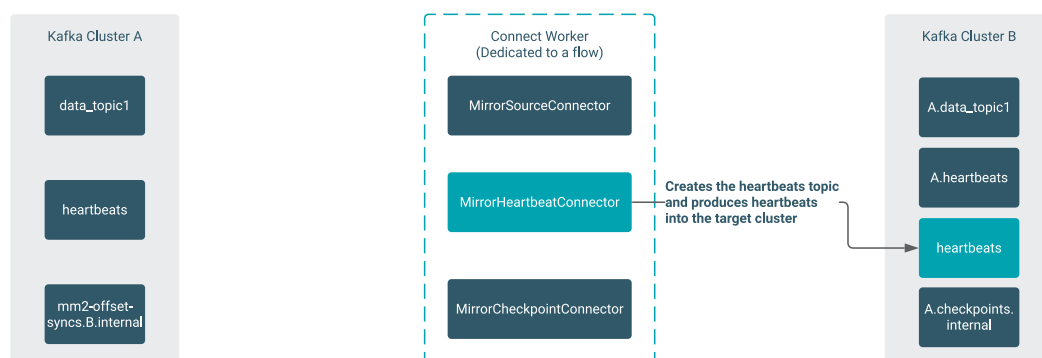 Kafka Cluster A
data_topic1
heartbeats
mm2-offset-
syncs.B.internal
Connect Worker
(Dedicated to a flow)
MirrorSourceConnector
MirrorHeartbeatConnector
MirrorCheckpointConnector
Creates the heartbeats topic
and produces heartbeats
into the target cluster
Kafka Cluster B
A.data_topic1
A.heartbeats
heartbeats
A.checkpoints.
internal